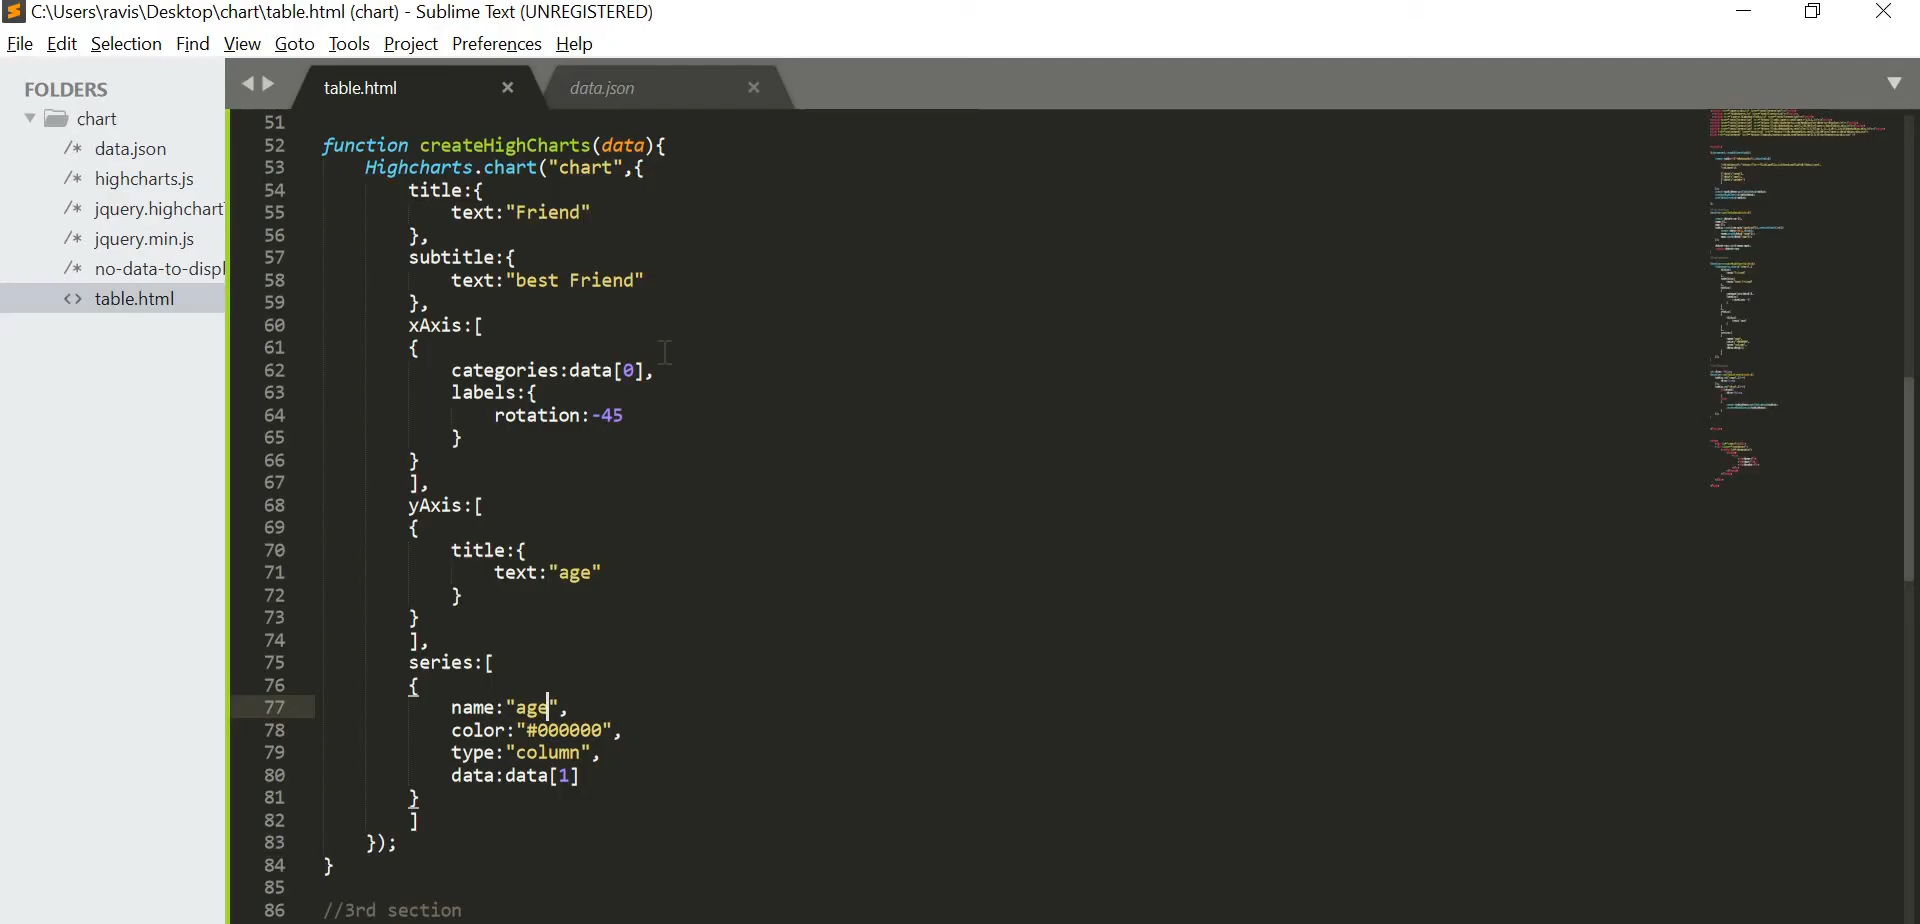 C:\Users\ravis\Desktop\chart\table.html (chart) - Sublime Text (UNREGISTERED)
File Edit Selection Find View Goto Tools Project Preferences Help
FOLDERS
chart
/* data.json
/* highcharts.js
/* jquery.highchart
/* jquery.min.js
/* no-data-to-displ
<> table.html
table.html
data.json
51
52 function createHighCharts(data){
53 Highcharts.chart("chart",{
54 title:{
55 text:"Friend"
56 },
57 subtitle:{
58 text:"best Friend"
59 },
60 xAxis:[
61 {
62 categories:data[0],
63 labels:{
64 rotation:-45
65 }
66 }
67 ],
68 yAxis:[
69 {
70 title:{
71 text:"age"
72 }
73 }
74 ],
75 series:[
76 {
77 name:"age",
78 color:"#000000",
79 type:"column",
80 data:data[1]
81 }
82 ]
83 });
84 }
85
86 //3rd section